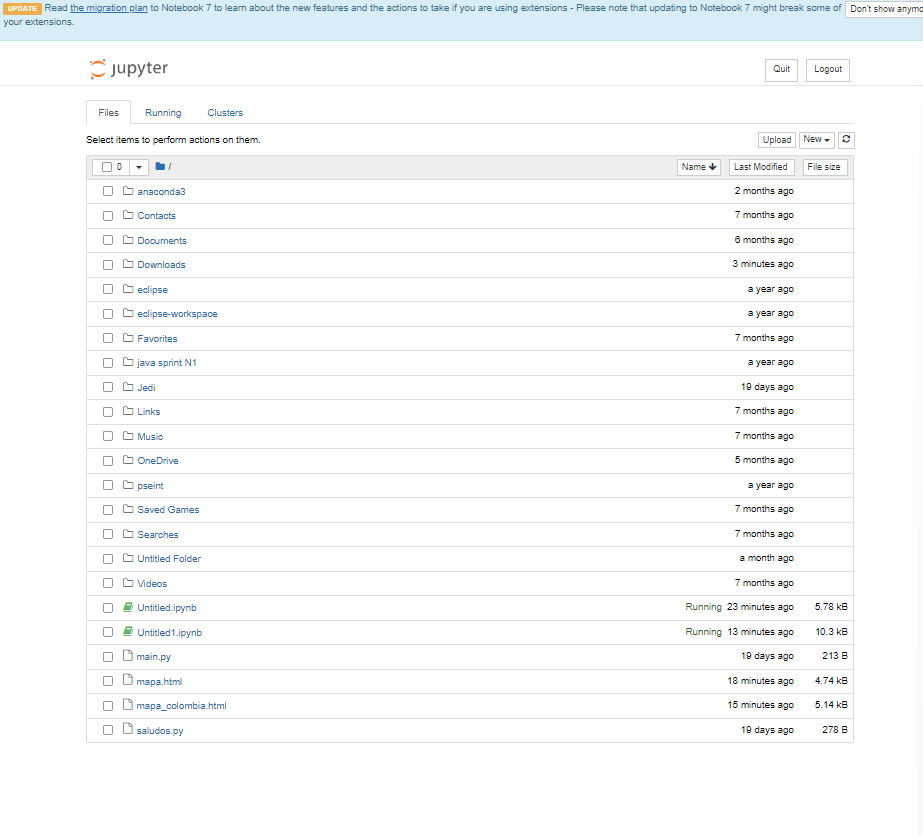 UPDATE Read the migration plan to Notebook 7 to learn about the new features and the actions to take if you are using extensions - Please note that updating to Notebook 7 might break some of Don't show anymo
your extensions.
jupyter Quit Logout
Files Running Clusters
Select items to perform actions on them. Upload New
0 / Name Last Modified File size
anaconda3 2 months ago
Contacts 7 months ago
Documents 6 months ago
Downloads 3 minutes ago
eclipse a year ago
eclipse-workspace a year ago
Favorites 7 months ago
java sprint N1 a year ago
Jedi 19 days ago
Links 7 months ago
Music 7 months ago
OneDrive 5 months ago
pseint a year ago
Saved Games 7 months ago
Searches 7 months ago
Untitled Folder a month ago
Videos 7 months ago
Untitled.ipynb Running 23 minutes ago 5.78 kB
Untitled1.ipynb Running 13 minutes ago 10.3 kB
main.py 19 days ago 213 B
mapa.html 18 minutes ago 4.74 kB
mapa_colombia.html 15 minutes ago 5.14 kB
saludos.py 19 days ago 278 B